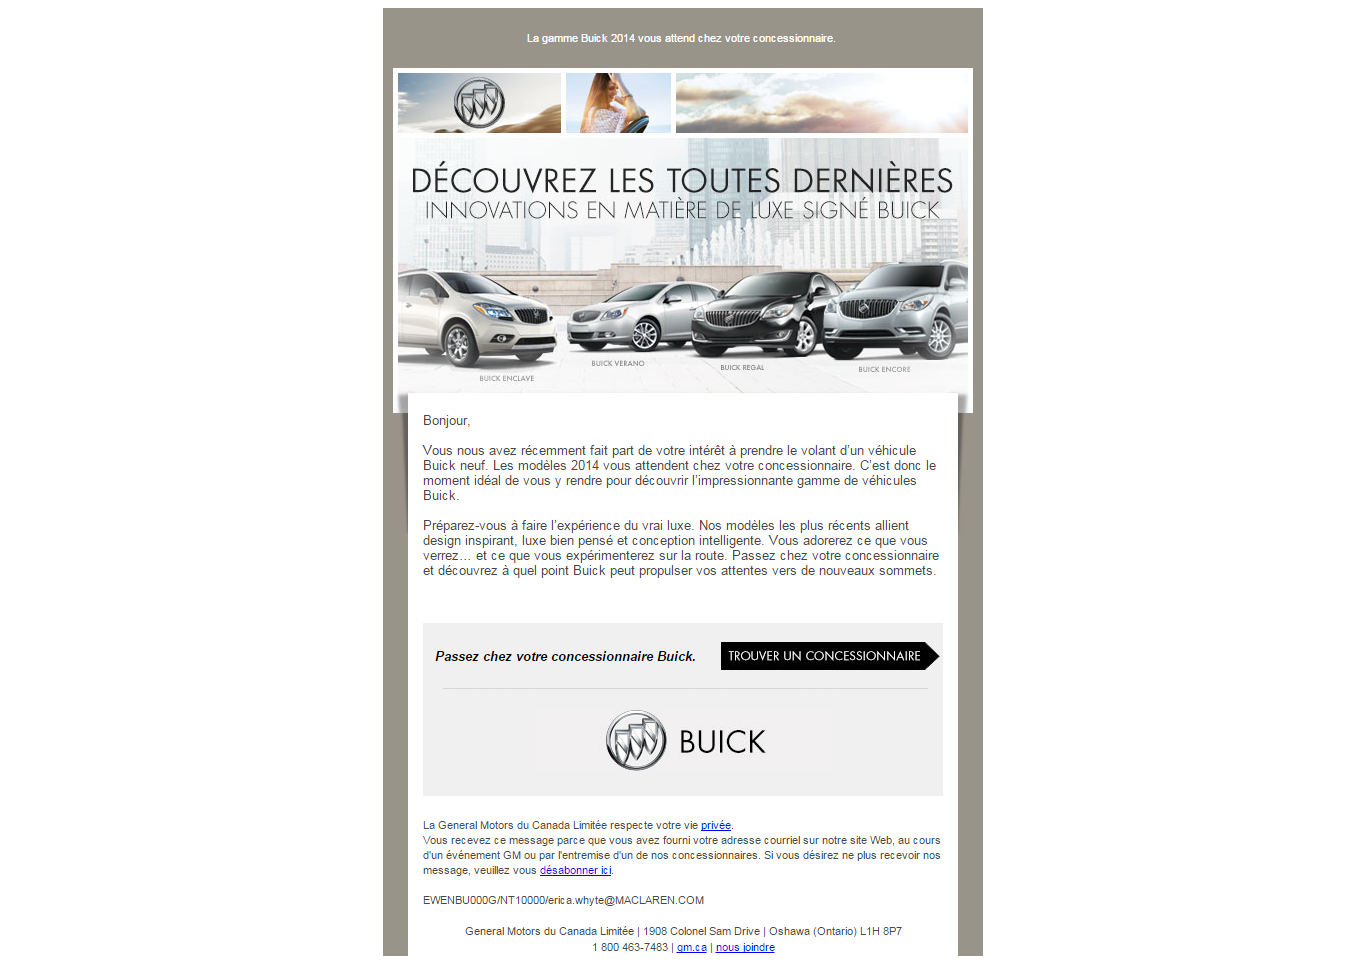 La gamme Buick 2014 vous attend chez votre concessionnaire.
DÉCOUVREZ LES TOUTES DERNIÈRES
INNOVATIONS EN MATIÈRE DE LUXE SIGNÉ BUICK
BUICK ENCLAVE
BUICK VERANO
BUICK REGAL
BUICK ENCORE
Bonjour,
Vous nous avez récemment fait part de votre intérêt à prendre le volant d’un véhicule
Buick neuf. Les modèles 2014 vous attendent chez votre concessionnaire. C’est donc le
moment idéal de vous y rendre pour découvrir l’impressionnante gamme de véhicules
Buick.
Préparez-vous à faire l’expérience du vrai luxe. Nos modèles les plus récents allient
design inspirant, luxe bien pensé et conception intelligente. Vous adorerez ce que vous
verrez… et ce que vous expérimenterez sur la route. Passez chez votre concessionnaire
et découvrez à quel point Buick peut propulser vos attentes vers de nouveaux sommets.
Passez chez votre concessionnaire Buick.
TROUVER UN CONCESSIONNAIRE
BUICK
La General Motors du Canada Limitée respecte votre vie privée.
Vous recevez ce message parce que vous avez fourni votre adresse courriel sur notre site Web, au cours
d'un événement GM ou par l'entremise d'un de nos concessionnaires. Si vous désirez ne plus recevoir nos
message, veuillez vous désabonner ici.
EWENBU000G/NT10000/erica.whyte@MACLAREN.COM
General Motors du Canada Limitée | 1908 Colonel Sam Drive | Oshawa (Ontario) L1H 8P7
1 800 463-7483 | gm.ca | nous joindre